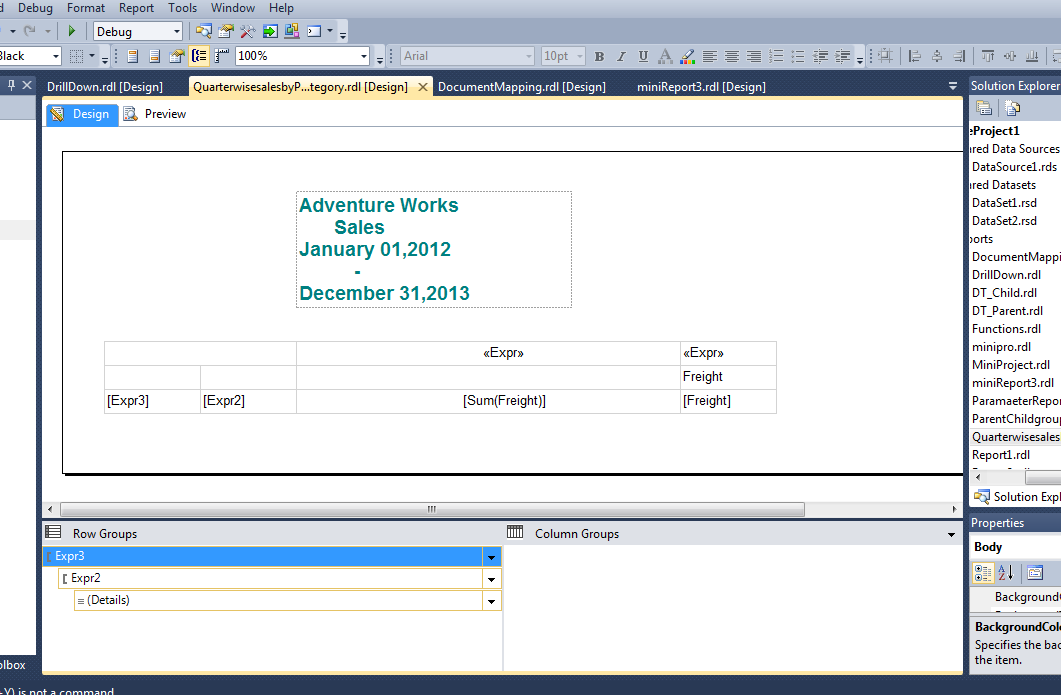 Debug Format Report Tools Window Help
Debug
Black 100% Arial 10pt B I U A
DrillDown.rdl [Design] QuarterwisesalesbyP...tegory.rdl [Design] DocumentMapping.rdl [Design] miniReport3.rdl [Design]
Design Preview
Adventure Works
Sales
January 01,2012
-
December 31,2013
«Expr» «Expr»
Freight
[Expr3] [Expr2] [Sum(Freight)] [Freight]
Row Groups Column Groups
Expr3
Expr2
(Details)
Solution Explorer
eProject1
ared Data Sources
DataSource1.rds
ared Datasets
DataSet1.rsd
DataSet2.rsd
ports
DocumentMappi
DrillDown.rdl
DT_Child.rdl
DT_Parent.rdl
Functions.rdl
minipro.rdl
MiniProject.rdl
miniReport3.rdl
ParamaeterRepor
ParentChildgroup
Quarterwisesales
Report1.rdl
Solution Expl
Properties
Body
A
Z
Background
BackgroundColo
Specifies the bac
the item.
olbox
+Y) is not a command.